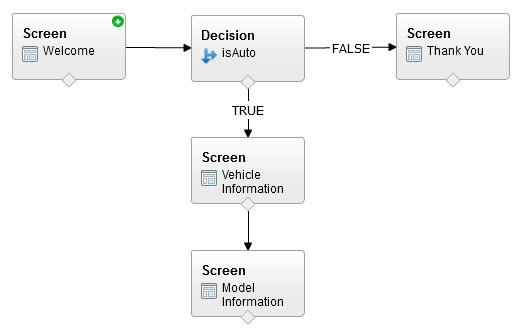 Screen
Welcome
Decision
isAuto
FALSE
Screen
Thank You
TRUE
Screen
Vehicle
Information
Screen
Model
Information